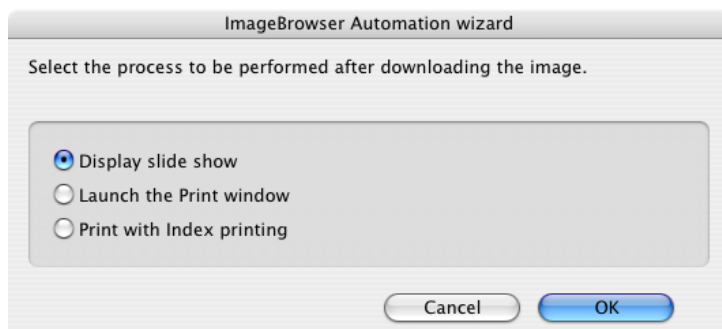 ImageBrowser Automation wizard
Select the process to be performed after downloading the image.
Display slide show
Launch the Print window
Print with Index printing
Cancel
OK